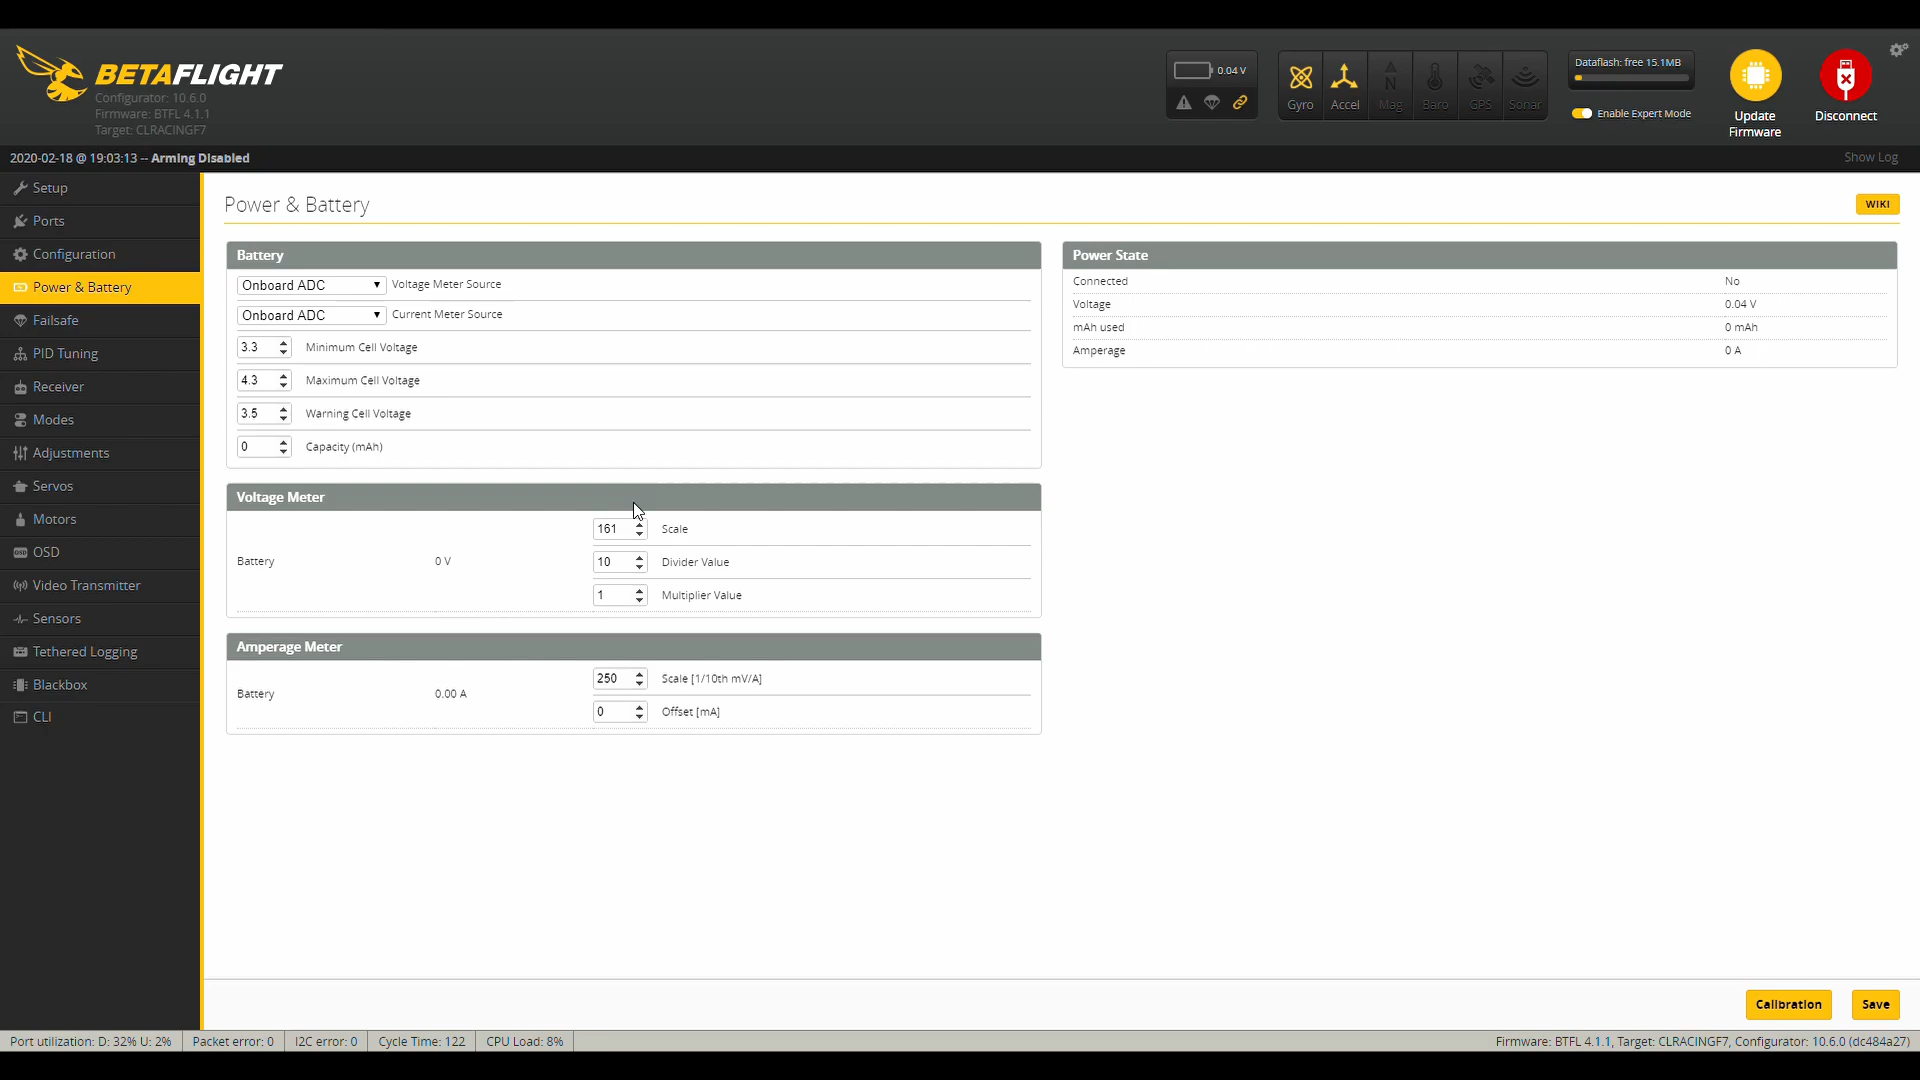 BETAFLIGHT
Configurator: 10.6.0
Firmware: BTFL 4.1.1
Target: CLRACINGF7
0.04 V
Gyro
Accel
Mag
Baro
GPS
Sonar
Dataflash: free 15.1MB
Enable Expert Mode
Update
Firmware
Disconnect
2020-02-18 @ 19:03:13 -- Arming Disabled
Show Log
Setup
Ports
Configuration
Power & Battery
Failsafe
PID Tuning
Receiver
Modes
Adjustments
Servos
Motors
OSD
OSD
Video Transmitter
Sensors
Tethered Logging
Blackbox
CLI
Power & Battery
WIKI
Battery
Onboard ADC Voltage Meter Source
Onboard ADC Current Meter Source
3.3 Minimum Cell Voltage
4.3 Maximum Cell Voltage
3.5 Warning Cell Voltage
0 Capacity (mAh)
Voltage Meter
Battery 0 V
161 Scale
10 Divider Value
1 Multiplier Value
Amperage Meter
Battery 0.00 A
250 Scale [1/10th mV/A]
0 Offset [mA]
Power State
Connected No
Voltage 0.04 V
mAh used 0 mAh
Amperage 0 A
Calibration
Save
Port utilization: D: 32% U: 2% Packet error: 0 I2C error: 0 Cycle Time: 122 CPU Load: 8% Firmware: BTFL 4.1.1, Target: CLRACINGF7, Configurator: 10.6.0 (dc484a27)